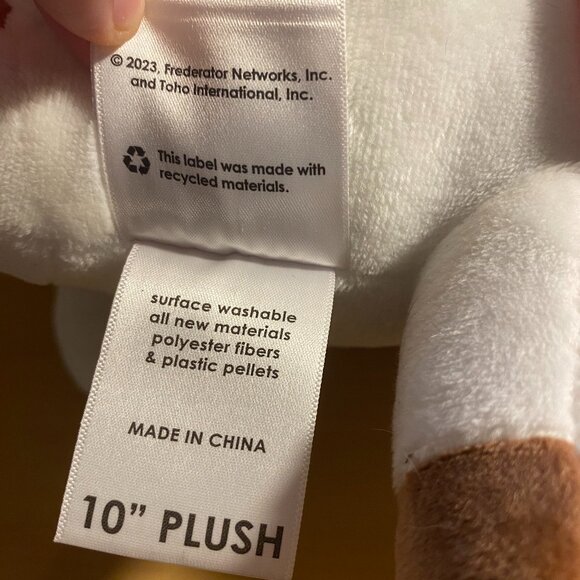 © 2023, Frederator Networks, Inc.
and Toho International, Inc.
This label was made with
recycled materials.
surface washable
all new materials
polyester fibers
& plastic pellets
MADE IN CHINA
10” PLUSH